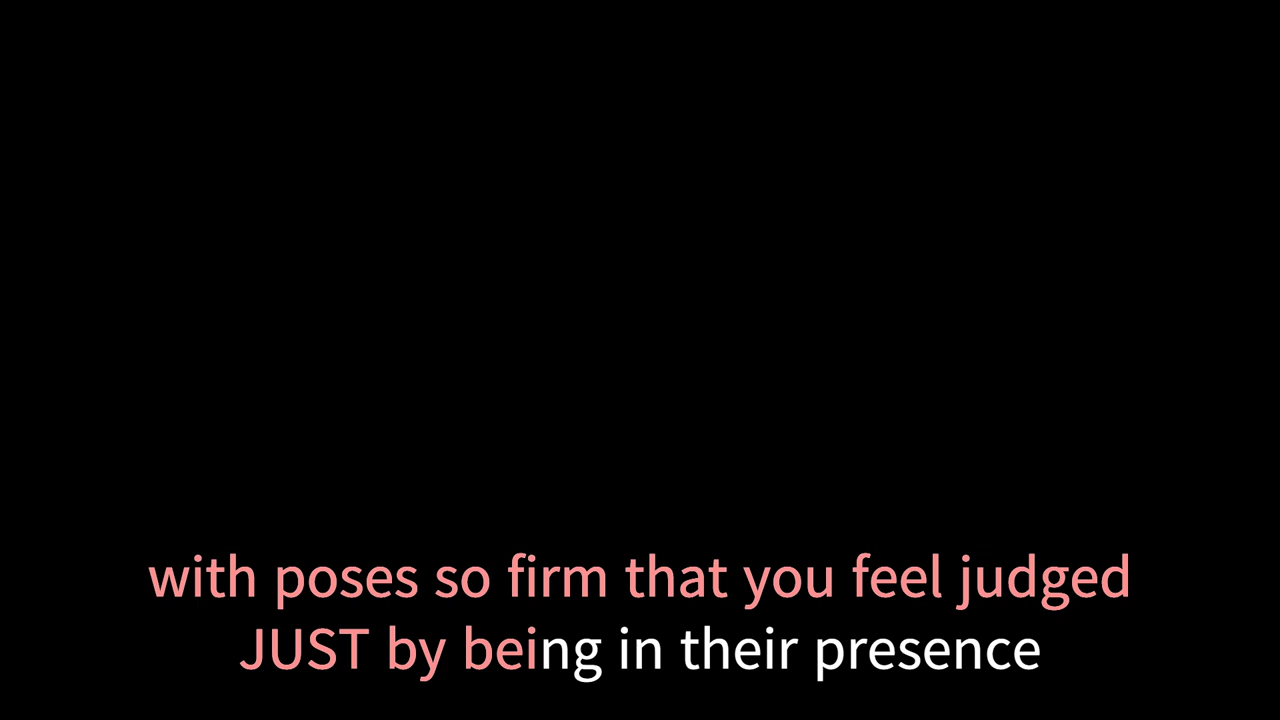 with poses so firm that you feel judged
JUST by being in their presence